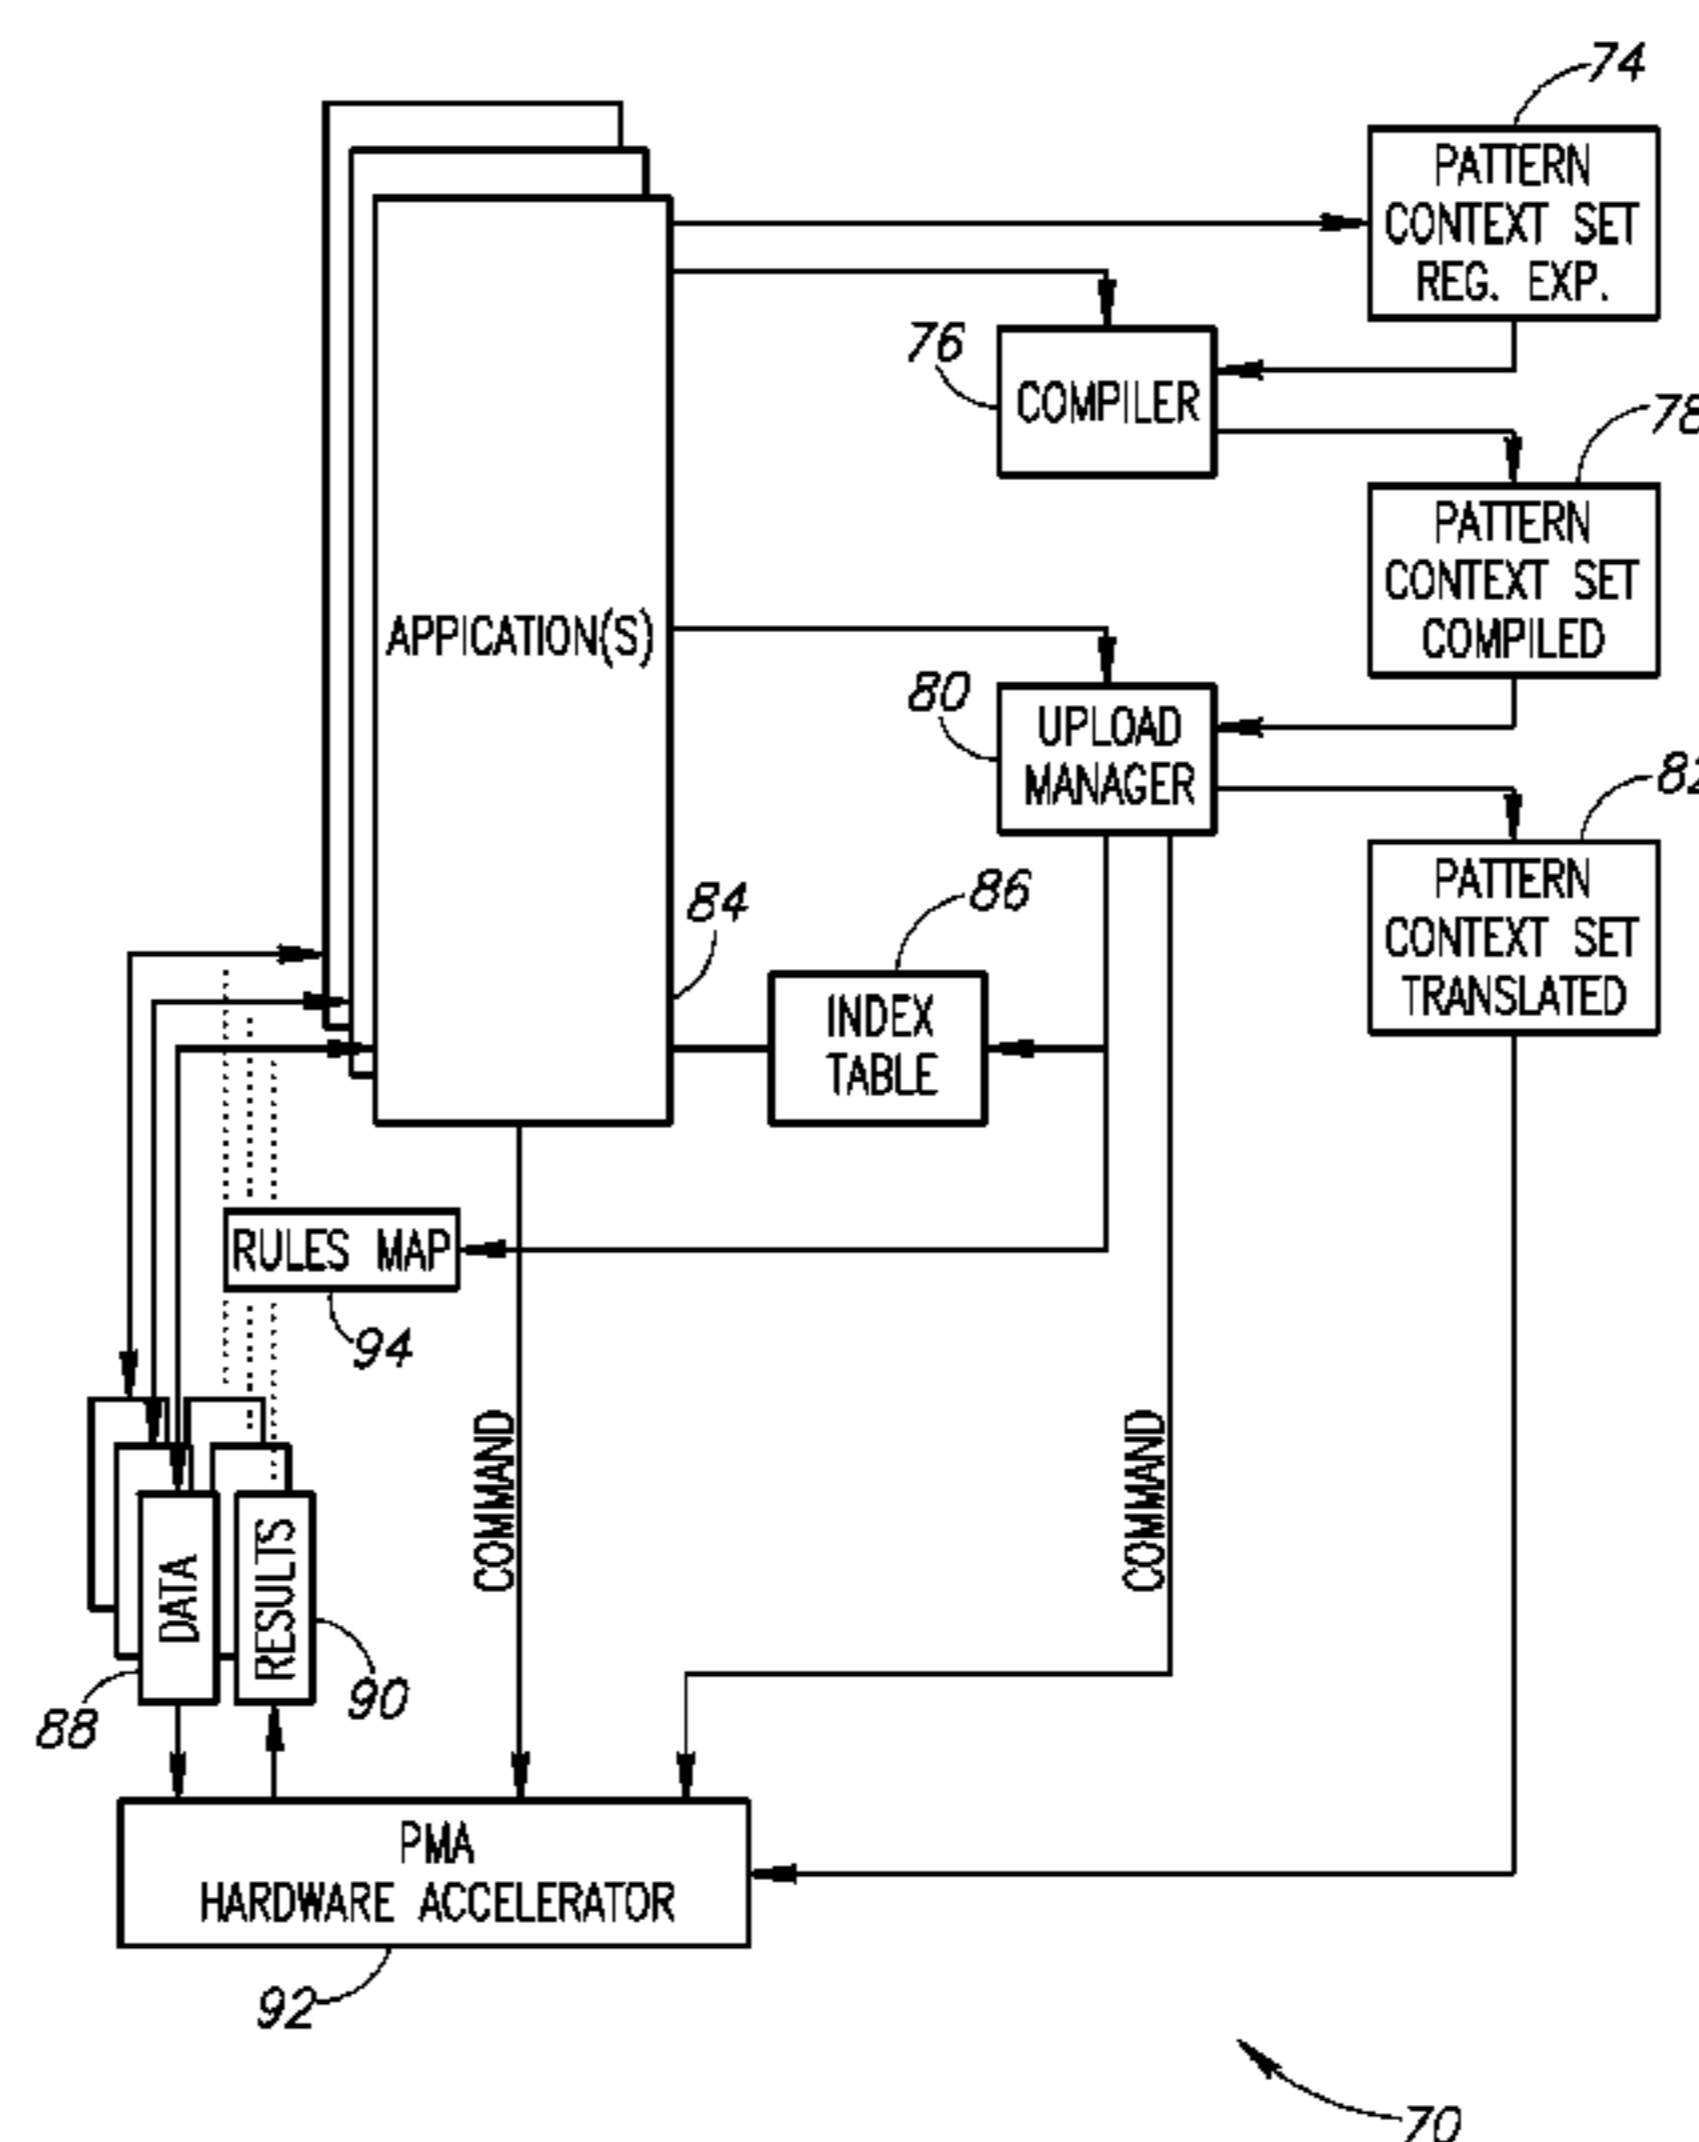 74
PATTERN
CONTEXT SET
REG. EXP.
76
COMPILER
78
PATTERN
CONTEXT SET
COMPILED
APPICATION(S)
80
UPLOAD
MANAGER
82
PATTERN
CONTEXT SET
TRANSLATED
84
86
INDEX
TABLE
RULES MAP
94
COMMAND
COMMAND
DATA
RESULTS
88
90
PMA
HARDWARE ACCELERATOR
92
70